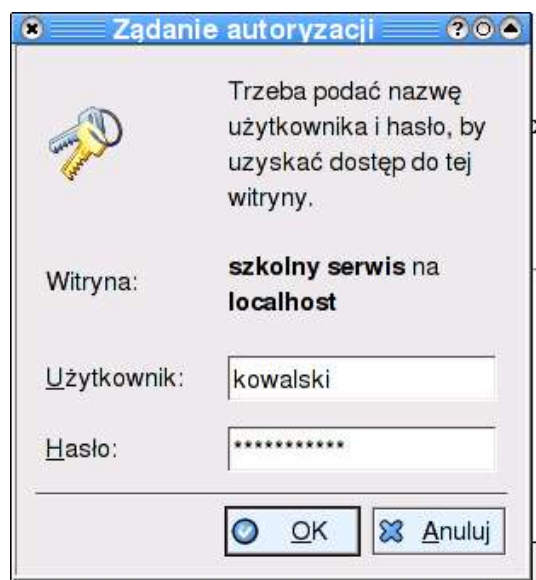 Żądanie autoryzacji
Trzeba podać nazwę
użytkownika i hasło, by
uzyskać dostęp do tej
witryny.
Witryna:
szkolny serwis na
localhost
Użytkownik:
kowalski
Hasło:
***********
OK
Anuluj